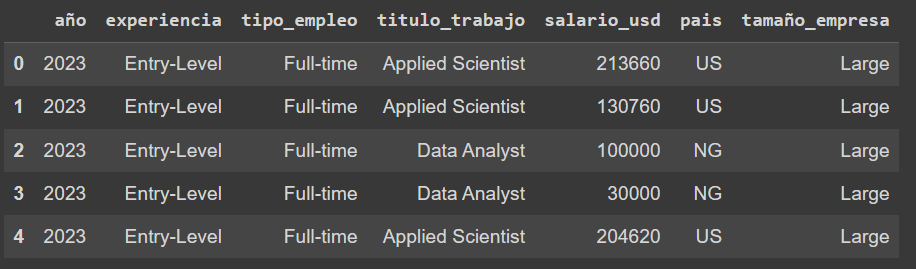 año experiencia tipo_empleo titulo_trabajo salario_usd pais tamaño_empresa
0 2023 Entry-Level Full-time Applied Scientist 213660 US Large
1 2023 Entry-Level Full-time Applied Scientist 130760 US Large
2 2023 Entry-Level Full-time Data Analyst 100000 NG Large
3 2023 Entry-Level Full-time Data Analyst 30000 NG Large
4 2023 Entry-Level Full-time Applied Scientist 204620 US Large